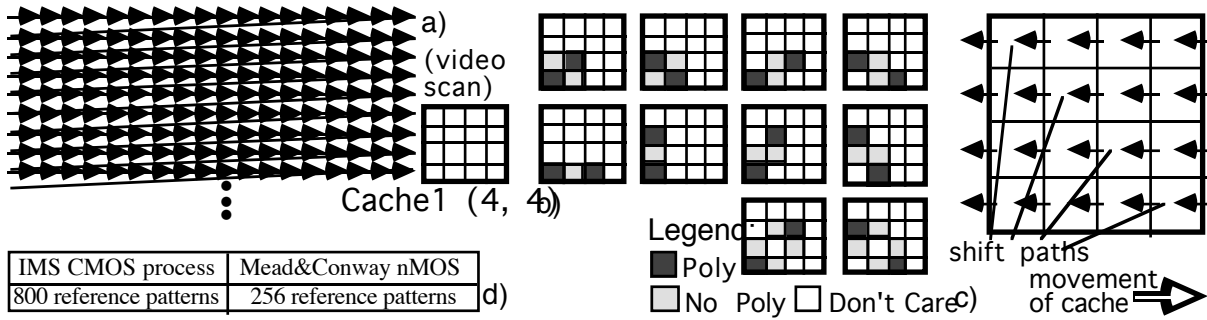 a)
(video
scan)
Cache1 (4, 4)
b)
Legend:
Poly
No Poly
Don't Care
c)
shift paths
movement
of cache
IMS CMOS process
Mead&Conway nMOS
800 reference patterns
256 reference patterns
d)